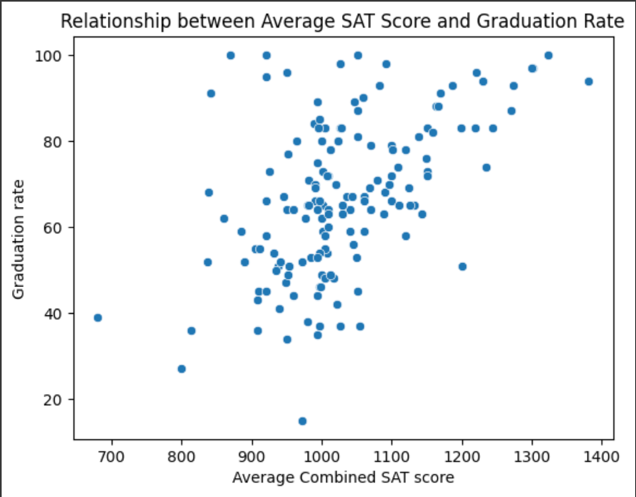 Relationship between Average SAT Score and Graduation Rate
100
80
60
40
20
Graduation rate
700 800 900 1000 1100 1200 1300 1400
Average Combined SAT score